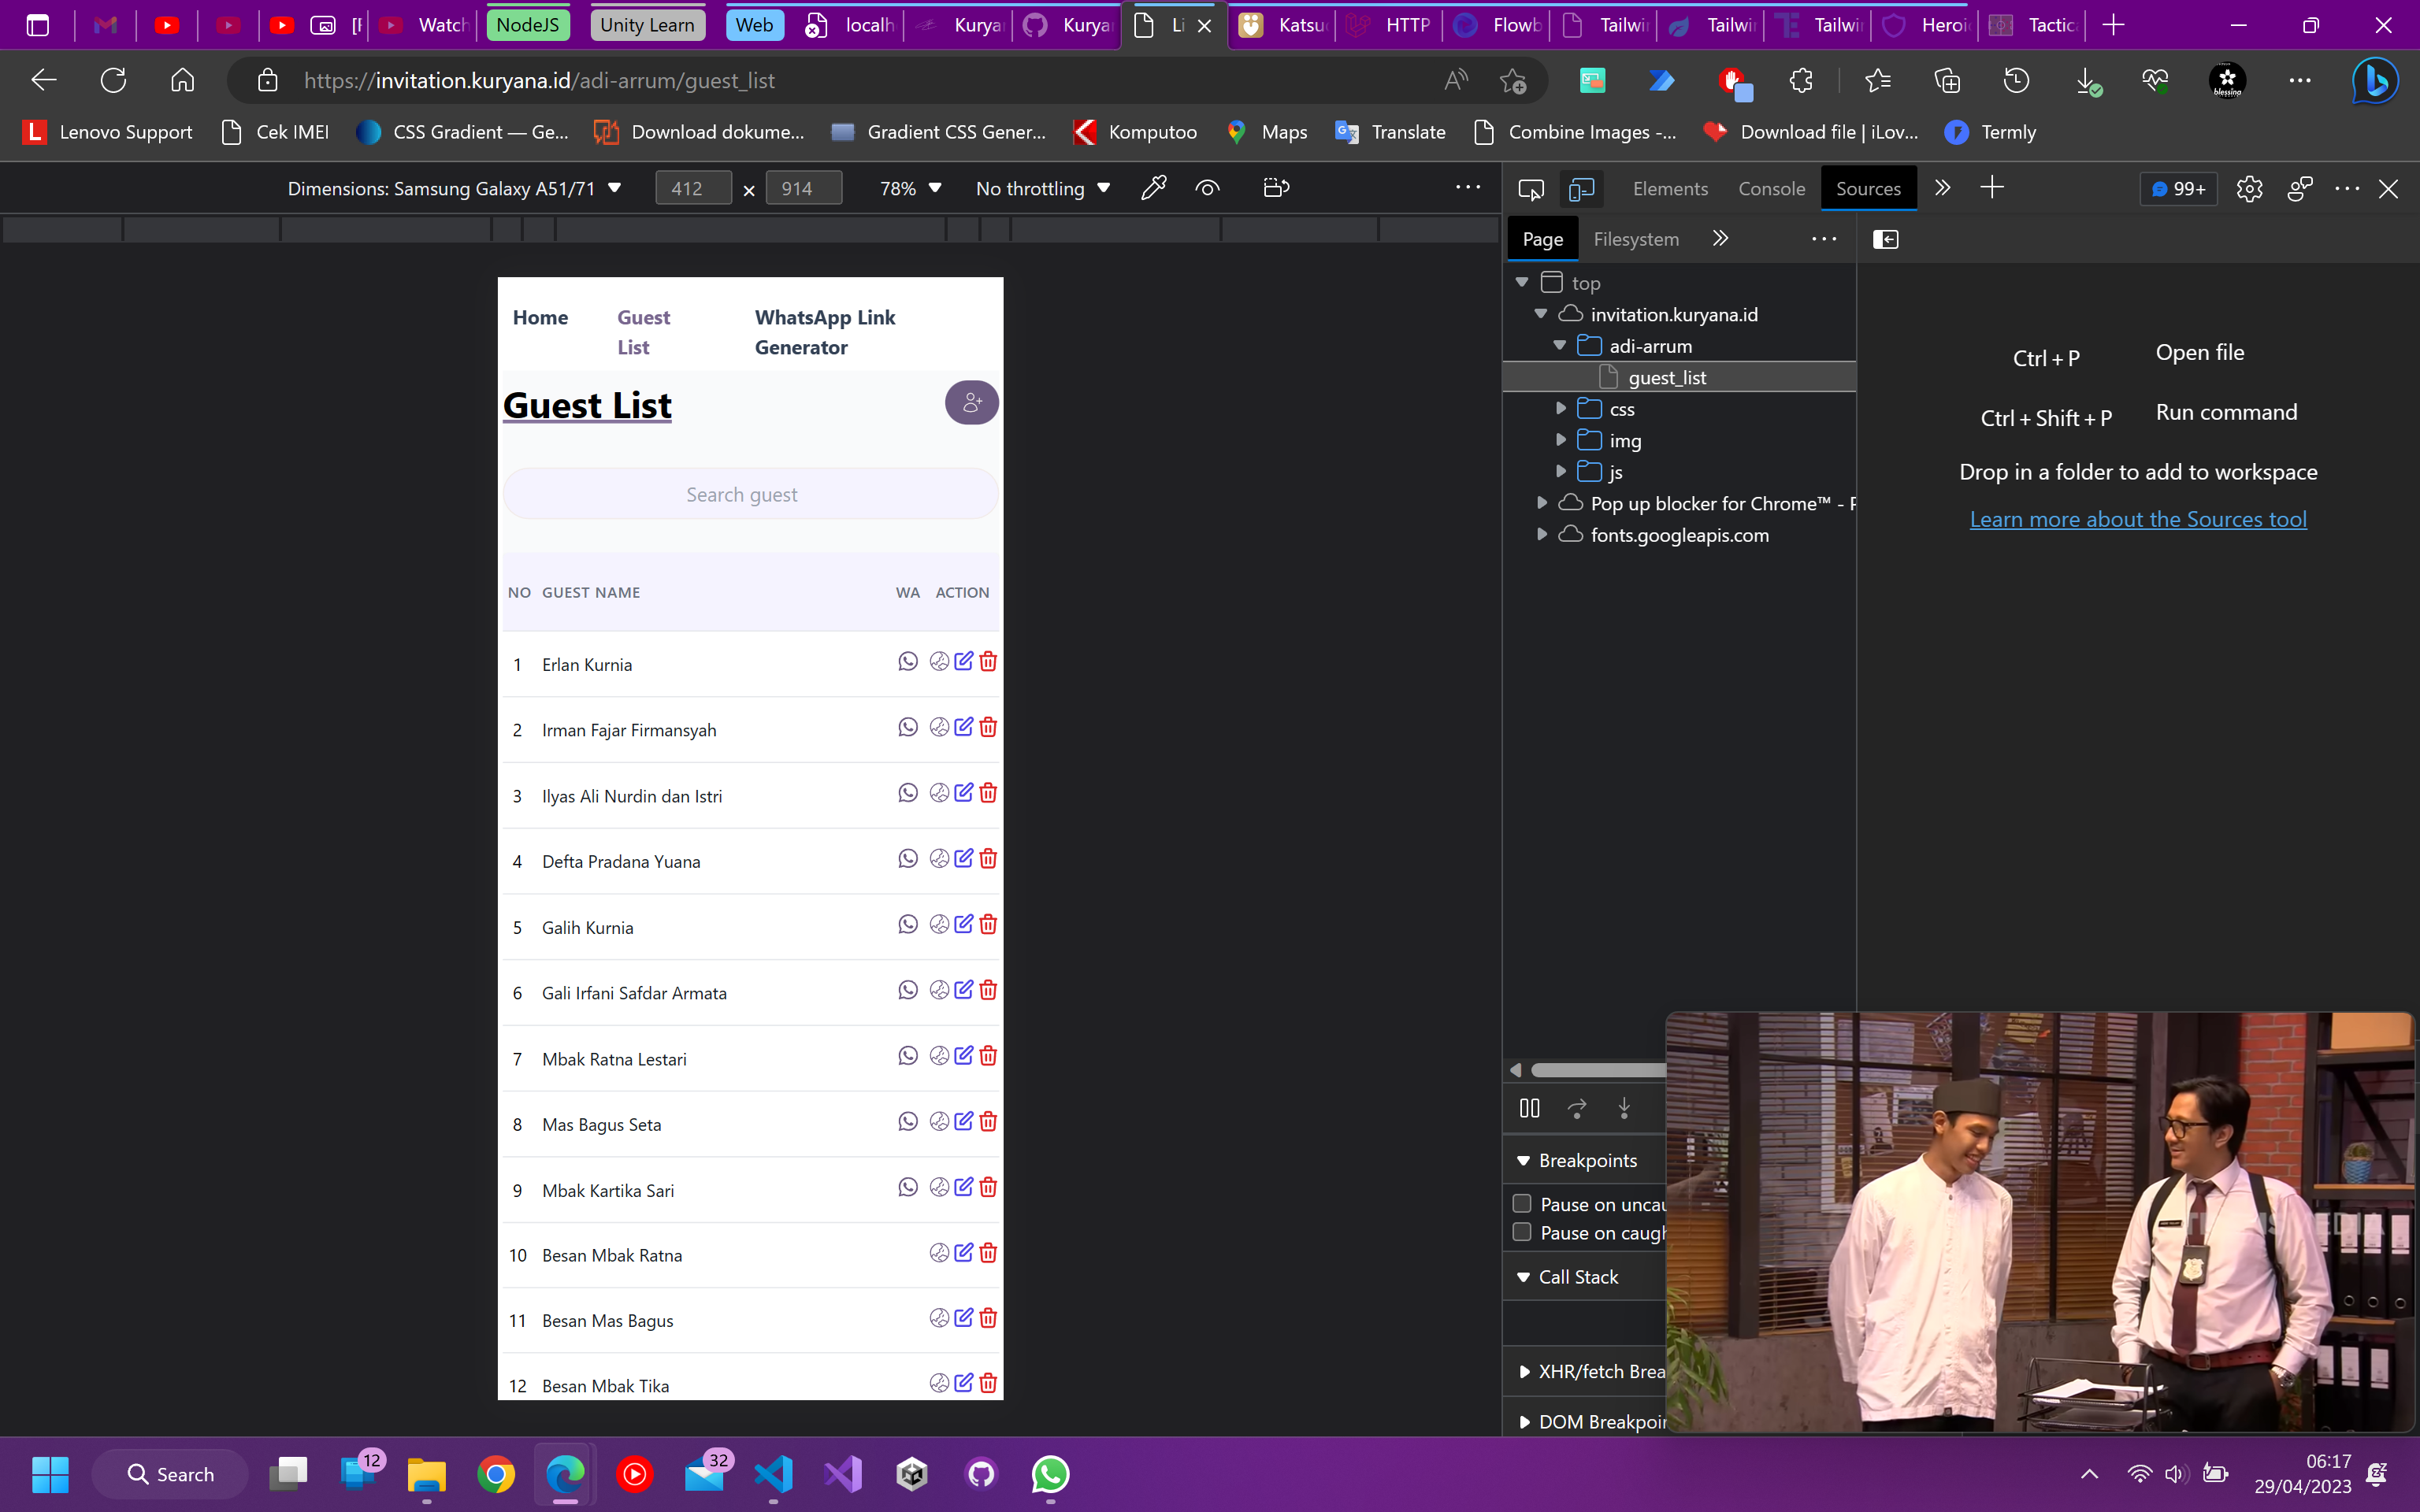 Watch
NodeJS
Unity Learn
Web
localh
Kurya
Kurya
Li
Katsu
HTTP
Flowb
Tailwi
Tailwi
Tailwi
Heroi
Tactica
https://invitation.kuryana.id/adi-arrum/guest_list
Lenovo Support
Cek IMEI
CSS Gradient — Ge...
Download dokume...
Gradient CSS Gener...
Komputoo
Maps
Translate
Combine Images -...
Download file | iLov...
Termly
Dimensions: Samsung Galaxy A51/71
412 × 914
78%
No throttling
Elements
Console
Sources
99+
Page
Filesystem
top
invitation.kuryana.id
adi-arrum
guest_list
css
img
js
Pop up blocker for Chrome™ - P
fonts.googleapis.com
Ctrl + P Open file
Ctrl + Shift + P Run command
Drop in a folder to add to workspace
Learn more about the Sources tool
Breakpoints
Pause on uncau
Pause on caugh
Call Stack
XHR/fetch Brea
DOM Breakpoin
Home
Guest List
WhatsApp Link Generator
Guest List
Search guest
NO GUEST NAME WA ACTION
1 Erlan Kurnia
2 Irman Fajar Firmansyah
3 Ilyas Ali Nurdin dan Istri
4 Defta Pradana Yuana
5 Galih Kurnia
6 Gali Irfani Safdar Armata
7 Mbak Ratna Lestari
8 Mas Bagus Seta
9 Mbak Kartika Sari
10 Besan Mbak Ratna
11 Besan Mas Bagus
12 Besan Mbak Tika
Search
12
32
06:17
29/04/2023